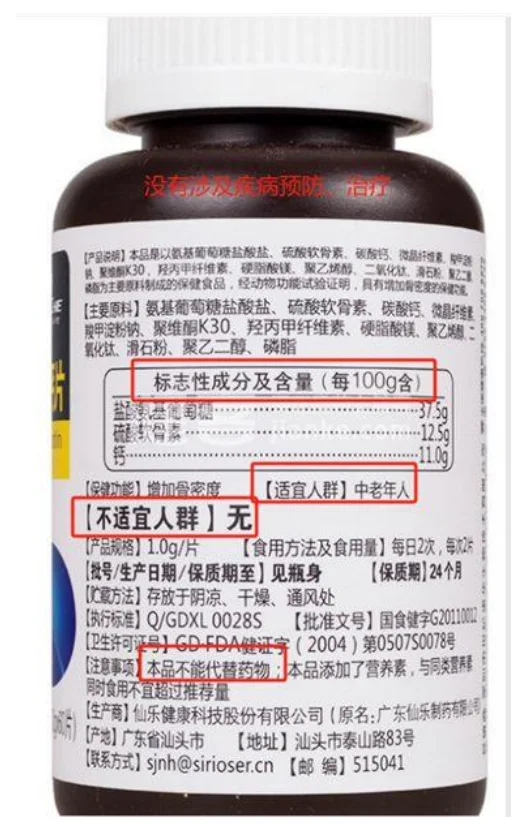 没有涉及疾病预防、治疗
【产品说明】本品是以氨基葡萄糖盐酸盐、硫酸软骨素、碳酸钙、微晶纤维素、羧甲淀粉
钠、聚维酮K30、羟丙甲纤维素、硬脂酸镁、聚乙烯醇、二氧化钛、滑石粉、聚乙二醇、
磷脂为主要原料制成的保健食品，经动物功能试验证明，具有增加骨密度的保健功能。
【主要原料】氨基葡萄糖盐酸盐、硫酸软骨素、碳酸钙、微晶纤维素、
羧甲淀粉钠、聚维酮K30、羟丙甲纤维素、硬脂酸镁、聚乙烯醇、二
氧化钛、滑石粉、聚乙二醇、磷脂
标志性成分及含量（每100g含）
盐酸氨基葡萄糖 37.5g
硫酸软骨素 12.5g
钙 11.0g
【保健功能】增加骨密度 【适宜人群】中老年人
【不适宜人群】无
【产品规格】1.0g/片 【食用方法及食用量】每日2次，每次2片
【批号/生产日期/保质期至】见瓶身 【保质期】24个月
【贮藏方法】存放于阴凉、干燥、通风处
【执行标准】Q/GDXL 0028S 【批准文号】国食健字G20110012
【卫生许可证号】GD·FDA健证字（2004）第0507S0078号
【注意事项】本品不能代替药物；本品添加了营养素，与同类营养素
同时食用不宜超过推荐量
【生产商】仙乐健康科技股份有限公司（原名:广东仙乐制药有限公司）
【产地】广东省汕头市 【地址】汕头市泰山路83号
【联系方式】sjnh@sirioser.cn 【邮 编】515041
片